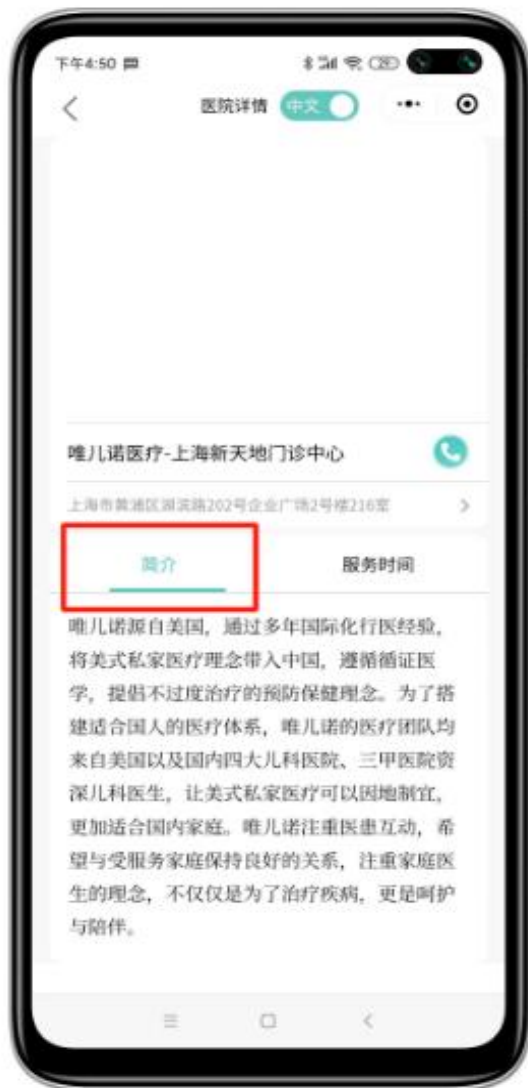 下午4:50
29
医院详情 中文
唯儿诺医疗-上海新天地门诊中心
上海市黄浦区湖滨路202号企业广场2号楼216室
简介 服务时间
唯儿诺源自美国，通过多年国际化行医经验，
将美式私家医疗理念带入中国，遵循循证医
学，提倡不过度治疗的预防保健理念。为了搭
建适合国人的医疗体系，唯儿诺的医疗团队均
来自美国以及国内四大儿科医院、三甲医院资
深儿科医生，让美式私家医疗可以因地制宜，
更加适合国内家庭。唯儿诺注重医患互动，希
望与受服务家庭保持良好的关系，注重家庭医
生的理念，不仅仅是为了治疗疾病，更是呵护
与陪伴。